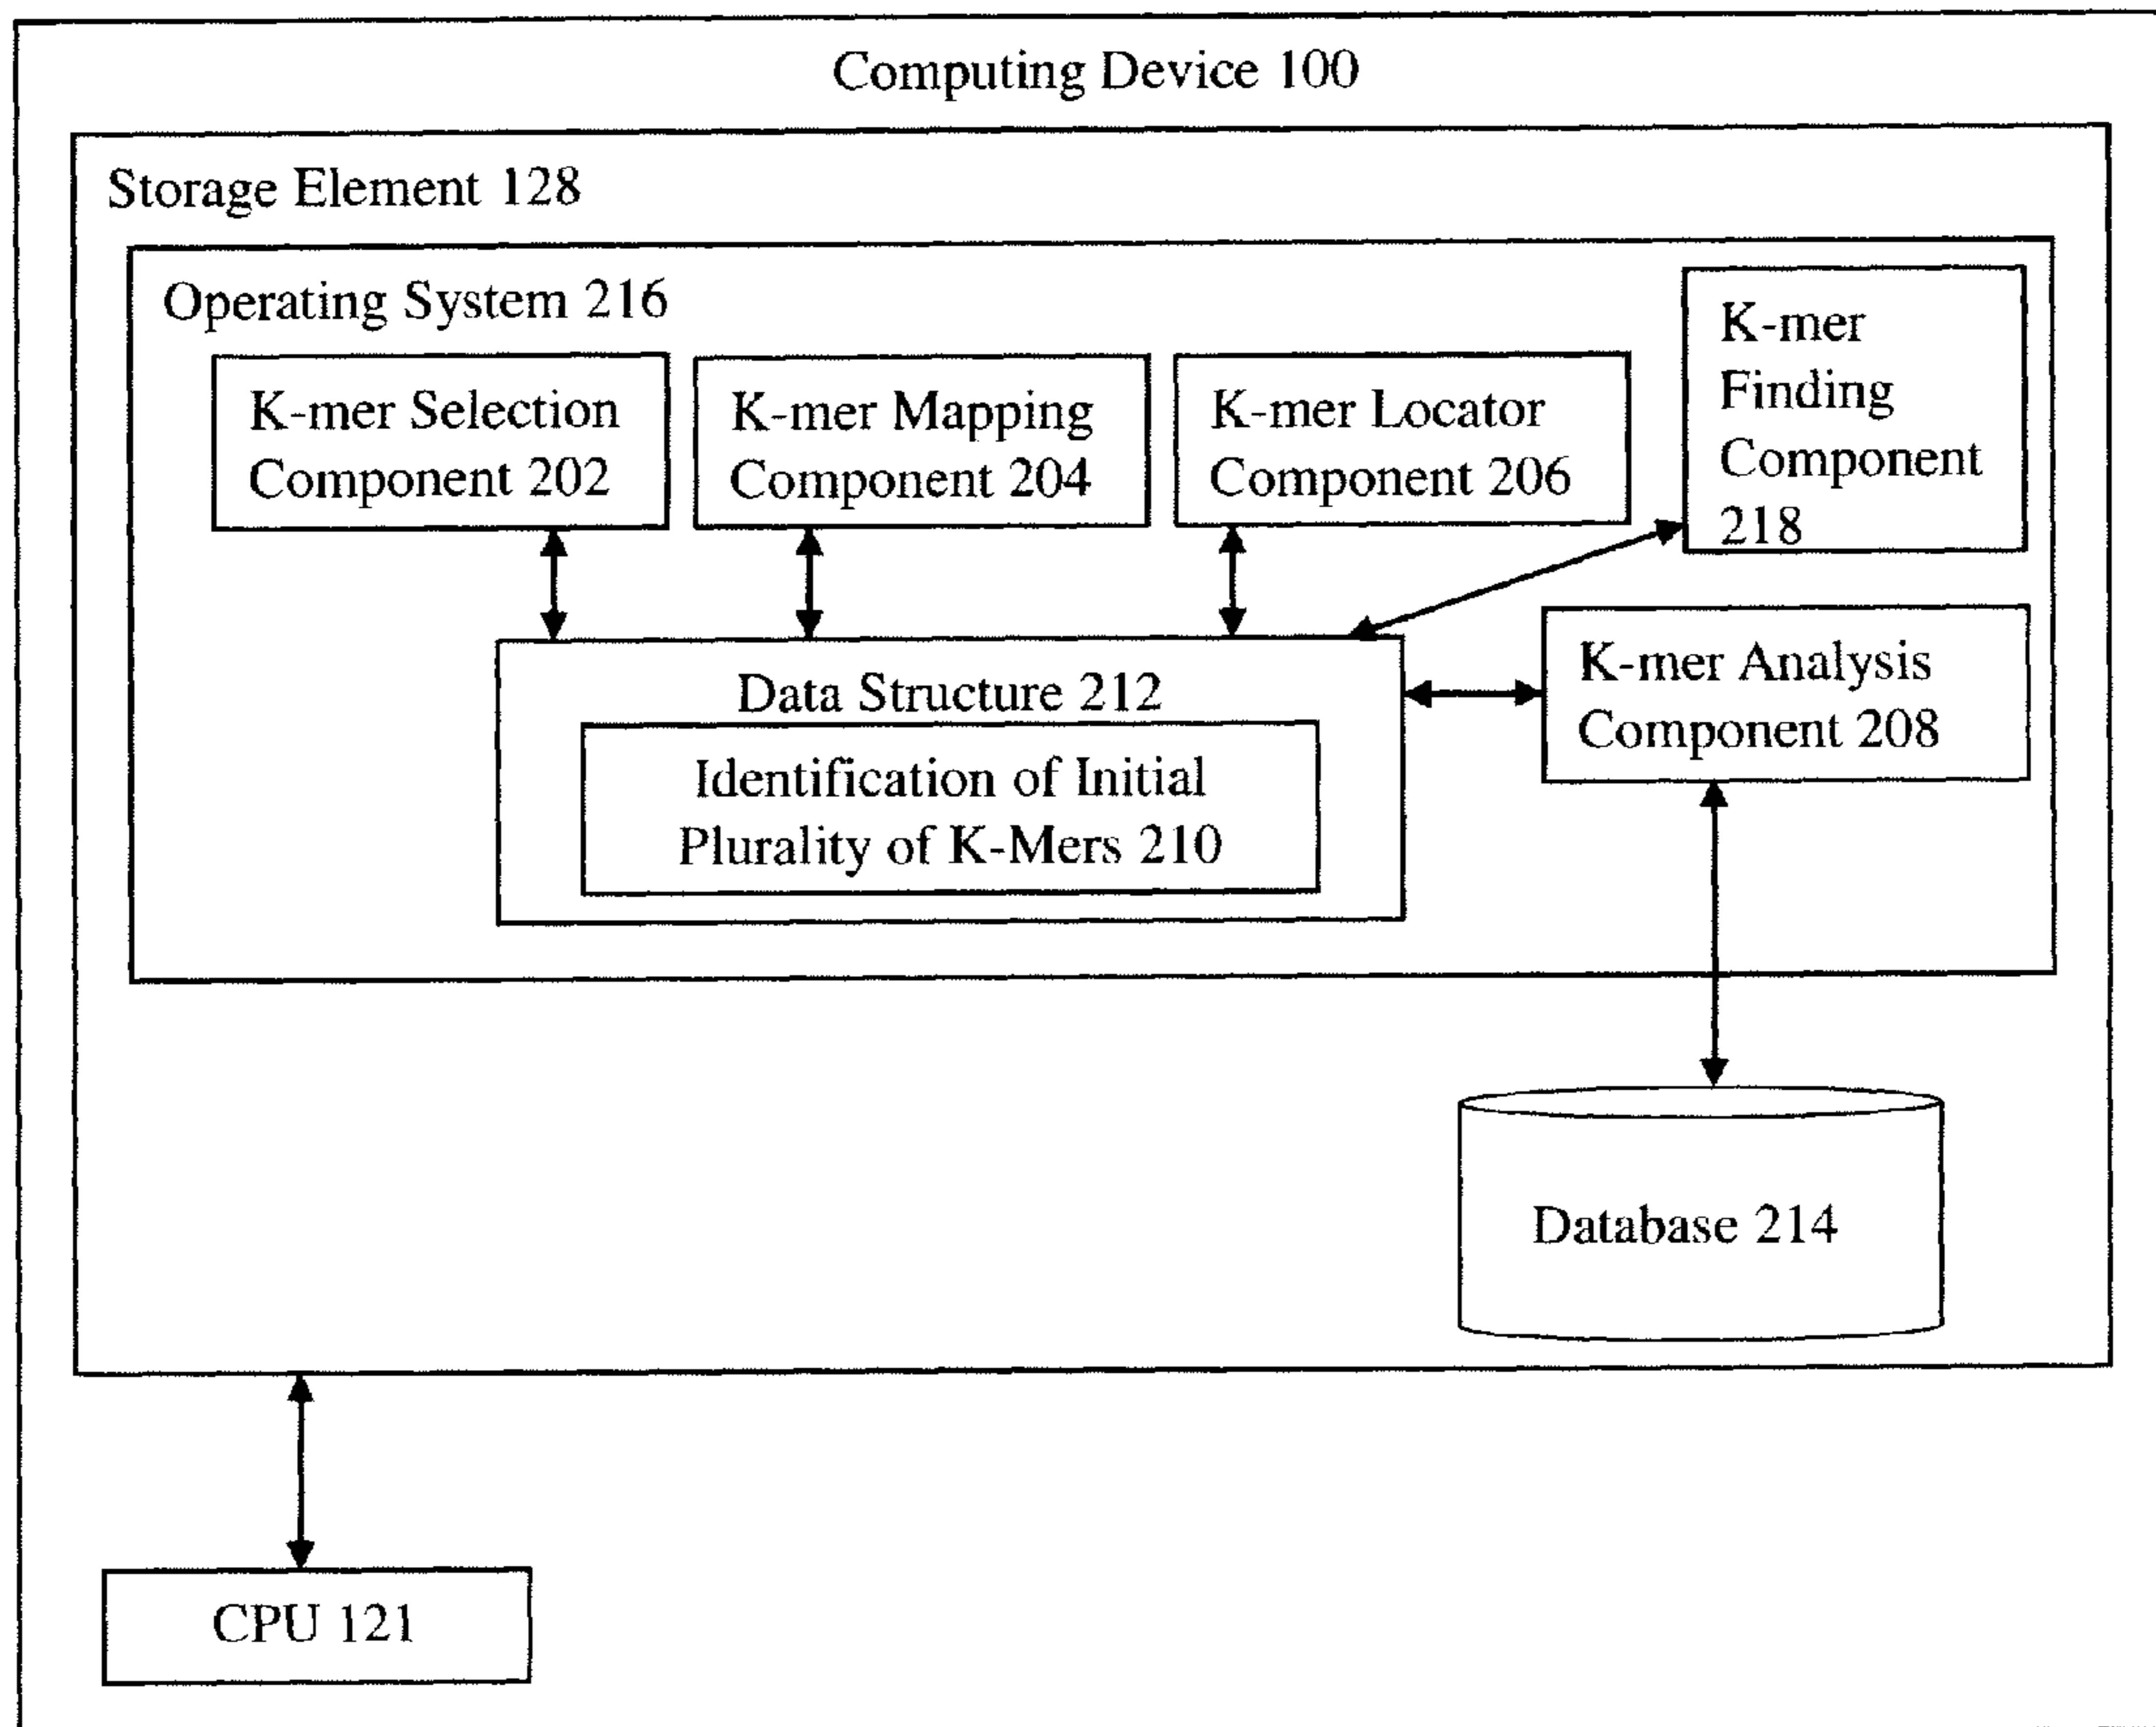 Computing Device 100
Storage Element 128
Operating System 216
K-mer Selection
Component 202
K-mer Mapping
Component 204
K-mer Locator
Component 206
K-mer
Finding
Component
218
Data Structure 212
Identification of Initial
Plurality of K-Mers 210
K-mer Analysis
Component 208
Database 214
CPU 121